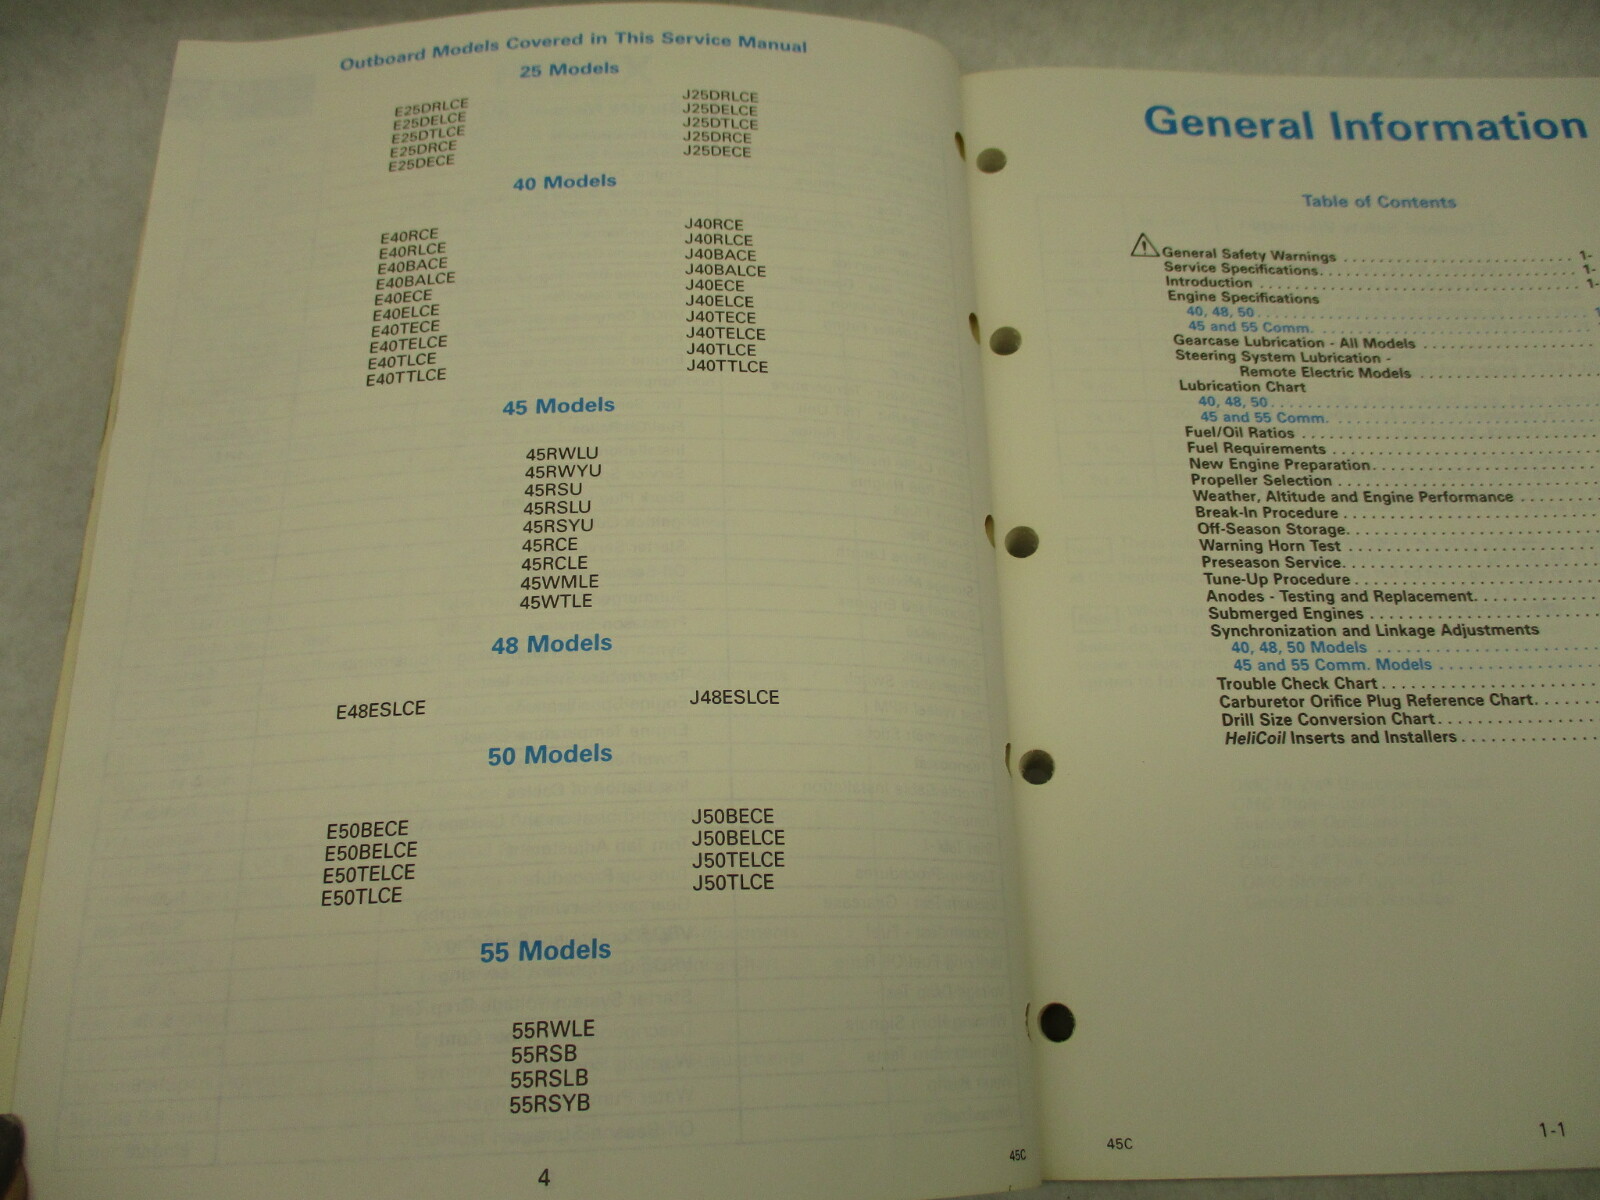 Outboard Models Covered in This Service Manual
25 Models
E25DRLCE
E25DELCE
E25DTLCE
E25DRCE
E25DECE
J25DRLCE
J25DELCE
J25DTLCE
J25DRCE
J25DECE
40 Models
E40RCE
E40RLCE
E40BACE
E40BALCE
E40ECE
E40ELCE
E40TECE
E40TELCE
E40TLCE
E40TTLCE
J40RCE
J40RLCE
J40BACE
J40BALCE
J40ECE
J40ELCE
J40TECE
J40TELCE
J40TLCE
J40TTLCE
45 Models
45RWLU
45RWYU
45RSU
45RSLU
45RSYU
45RCE
45RCLE
45WMLE
45WTLE
48 Models
E48ESLCE
J48ESLCE
50 Models
E50BECE
E50BELCE
E50TELCE
E50TLCE
J50BECE
J50BELCE
J50TELCE
J50TLCE
55 Models
55RWLE
55RSB
55RSLB
55RSYB
45C
4
General Information
Table of Contents
General Safety Warnings . . . . . . . . . . . . . . . . . . . . 1-
Service Specifications. . . . . . . . . . . . . . . . . . . . . . 1-
Introduction . . . . . . . . . . . . . . . . . . . . . . . . . . . . 1-
Engine Specifications
40, 48, 50 . . . . . . . . . . . . . . . . . . . . . . . . . . . . 1
45 and 55 Comm. . . . . . . . . . . . . . . . . . . . . . . .
Gearcase Lubrication - All Models . . . . . . . . . . . .
Steering System Lubrication -
Remote Electric Models . . . . . . . . . . . . . . . .
Lubrication Chart
40, 48, 50 . . . . . . . . . . . . . . . . . . . . . . . . . . . .
45 and 55 Comm. . . . . . . . . . . . . . . . . . . . . . . .
Fuel/Oil Ratios . . . . . . . . . . . . . . . . . . . . . . . . . .
Fuel Requirements . . . . . . . . . . . . . . . . . . . . . . .
New Engine Preparation. . . . . . . . . . . . . . . . . . .
Propeller Selection . . . . . . . . . . . . . . . . . . . . . . .
Weather, Altitude and Engine Performance . . . . . .
Break-In Procedure . . . . . . . . . . . . . . . . . . . . . .
Off-Season Storage. . . . . . . . . . . . . . . . . . . . . . .
Warning Horn Test . . . . . . . . . . . . . . . . . . . . . .
Preseason Service. . . . . . . . . . . . . . . . . . . . . . .
Tune-Up Procedure . . . . . . . . . . . . . . . . . . . . . .
Anodes - Testing and Replacement. . . . . . . . . . .
Submerged Engines . . . . . . . . . . . . . . . . . . . . .
Synchronization and Linkage Adjustments
40, 48, 50 Models . . . . . . . . . . . . . . . . . . . . .
45 and 55 Comm. Models . . . . . . . . . . . . . . .
Trouble Check Chart . . . . . . . . . . . . . . . . . . . .
Carburetor Orifice Plug Reference Chart. . . . . .
Drill Size Conversion Chart. . . . . . . . . . . . . . .
HeliCoil Inserts and Installers . . . . . . . . . . . . .
45C
1-1